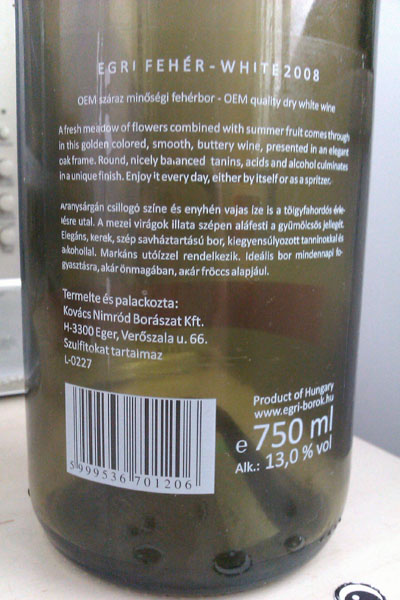 EGRI FEHÉR - WHITE 2008
OEM száraz minőségi fehérbor - OEM quality dry white wine
A fresh meadow of flowers combined with summer fruit comes through
in this golden colored, smooth, buttery wine, presented in an elegant
oak frame. Round, nicely balanced tanins, acids and alcohol culminates
in a unique finish. Enjoy it every day, either by itself or as a spritzer.
Aranysárgán csillogó színe és enyhén vajas íze is a tölgyfahordós érle-
lésre utal. A mezei virágok illata szépen aláfesti a gyümölcsös jellegét.
Elegáns, kerek, szép savháztartású bor, kiegyensúlyozott tanninokkal és
alkohollal. Markáns utóízzel rendelkezik. Ideális bor mindennapi fo-
gyasztásra, akár önmagában, akár fröccs alapjául.
Termelte és palackozta:
Kovács Nimród Borászat Kft.
H-3300 Eger, Verőszala u. 66.
Szulfitokat tartalmaz
L-0227
5 999536 701206
Product of Hungary
www.egri-borok.hu
e 750 ml
Alk.: 13,0 % vol